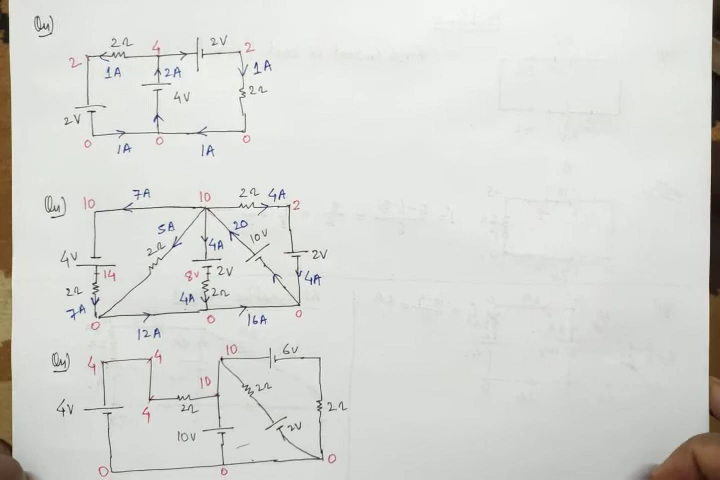 Qn)
2Ω 4 2V 2
2
1A 2A 1A
4V 2Ω
2V
0 0 0
1A 1A
Qn) 10 7A 10 2Ω 4A
2
5A 20
4A 10V
4V 2Ω 2V
14 8V 2V
2Ω 4A
7A 4A 2Ω
0 0 0
12A 16A
Qn) 4 4 10 6V
10 2Ω
4 2Ω 2Ω
4V
10V 2V
0 0 0